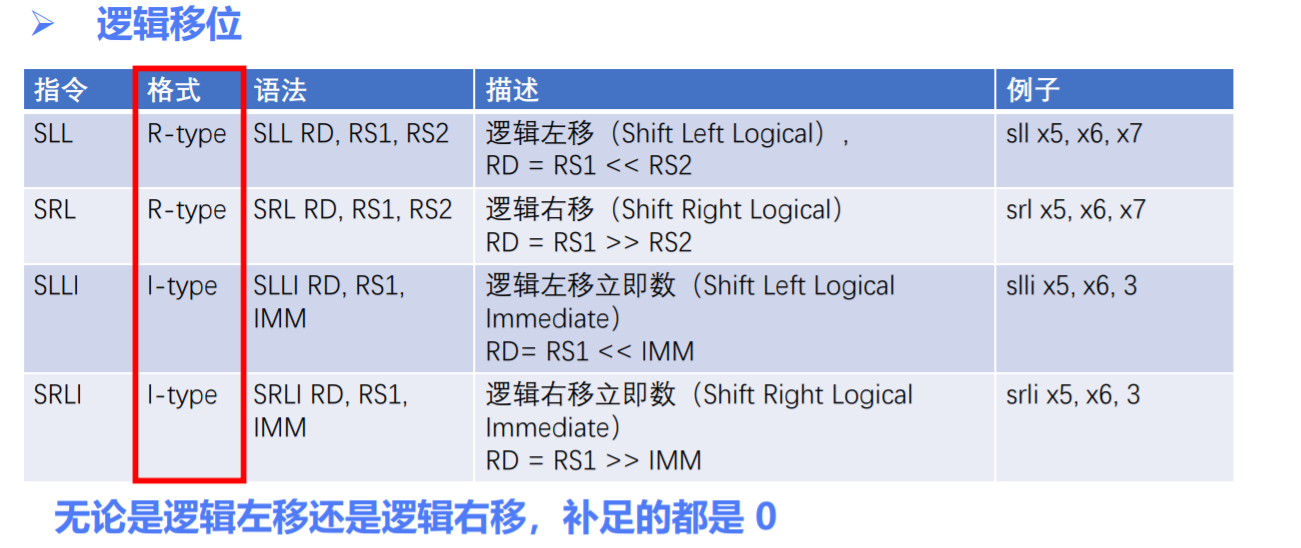 逻辑移位
指令 格式 语法 描述 例子
SLL R-type SLL RD, RS1, RS2 逻辑左移（Shift Left Logical）, sll x5, x6, x7
RD = RS1 << RS2
SRL R-type SRL RD, RS1, RS2 逻辑右移（Shift Right Logical） srl x5, x6, x7
RD = RS1 >> RS2
SLLI I-type SLLI RD, RS1, 逻辑左移立即数（Shift Left Logical slli x5, x6, 3
IMM Immediate）
RD= RS1 << IMM
SRLI I-type SRLI RD, RS1, 逻辑右移立即数（Shift Right Logical srli x5, x6, 3
IMM Immediate）
RD = RS1 >> IMM
无论是逻辑左移还是逻辑右移，补足的都是 0